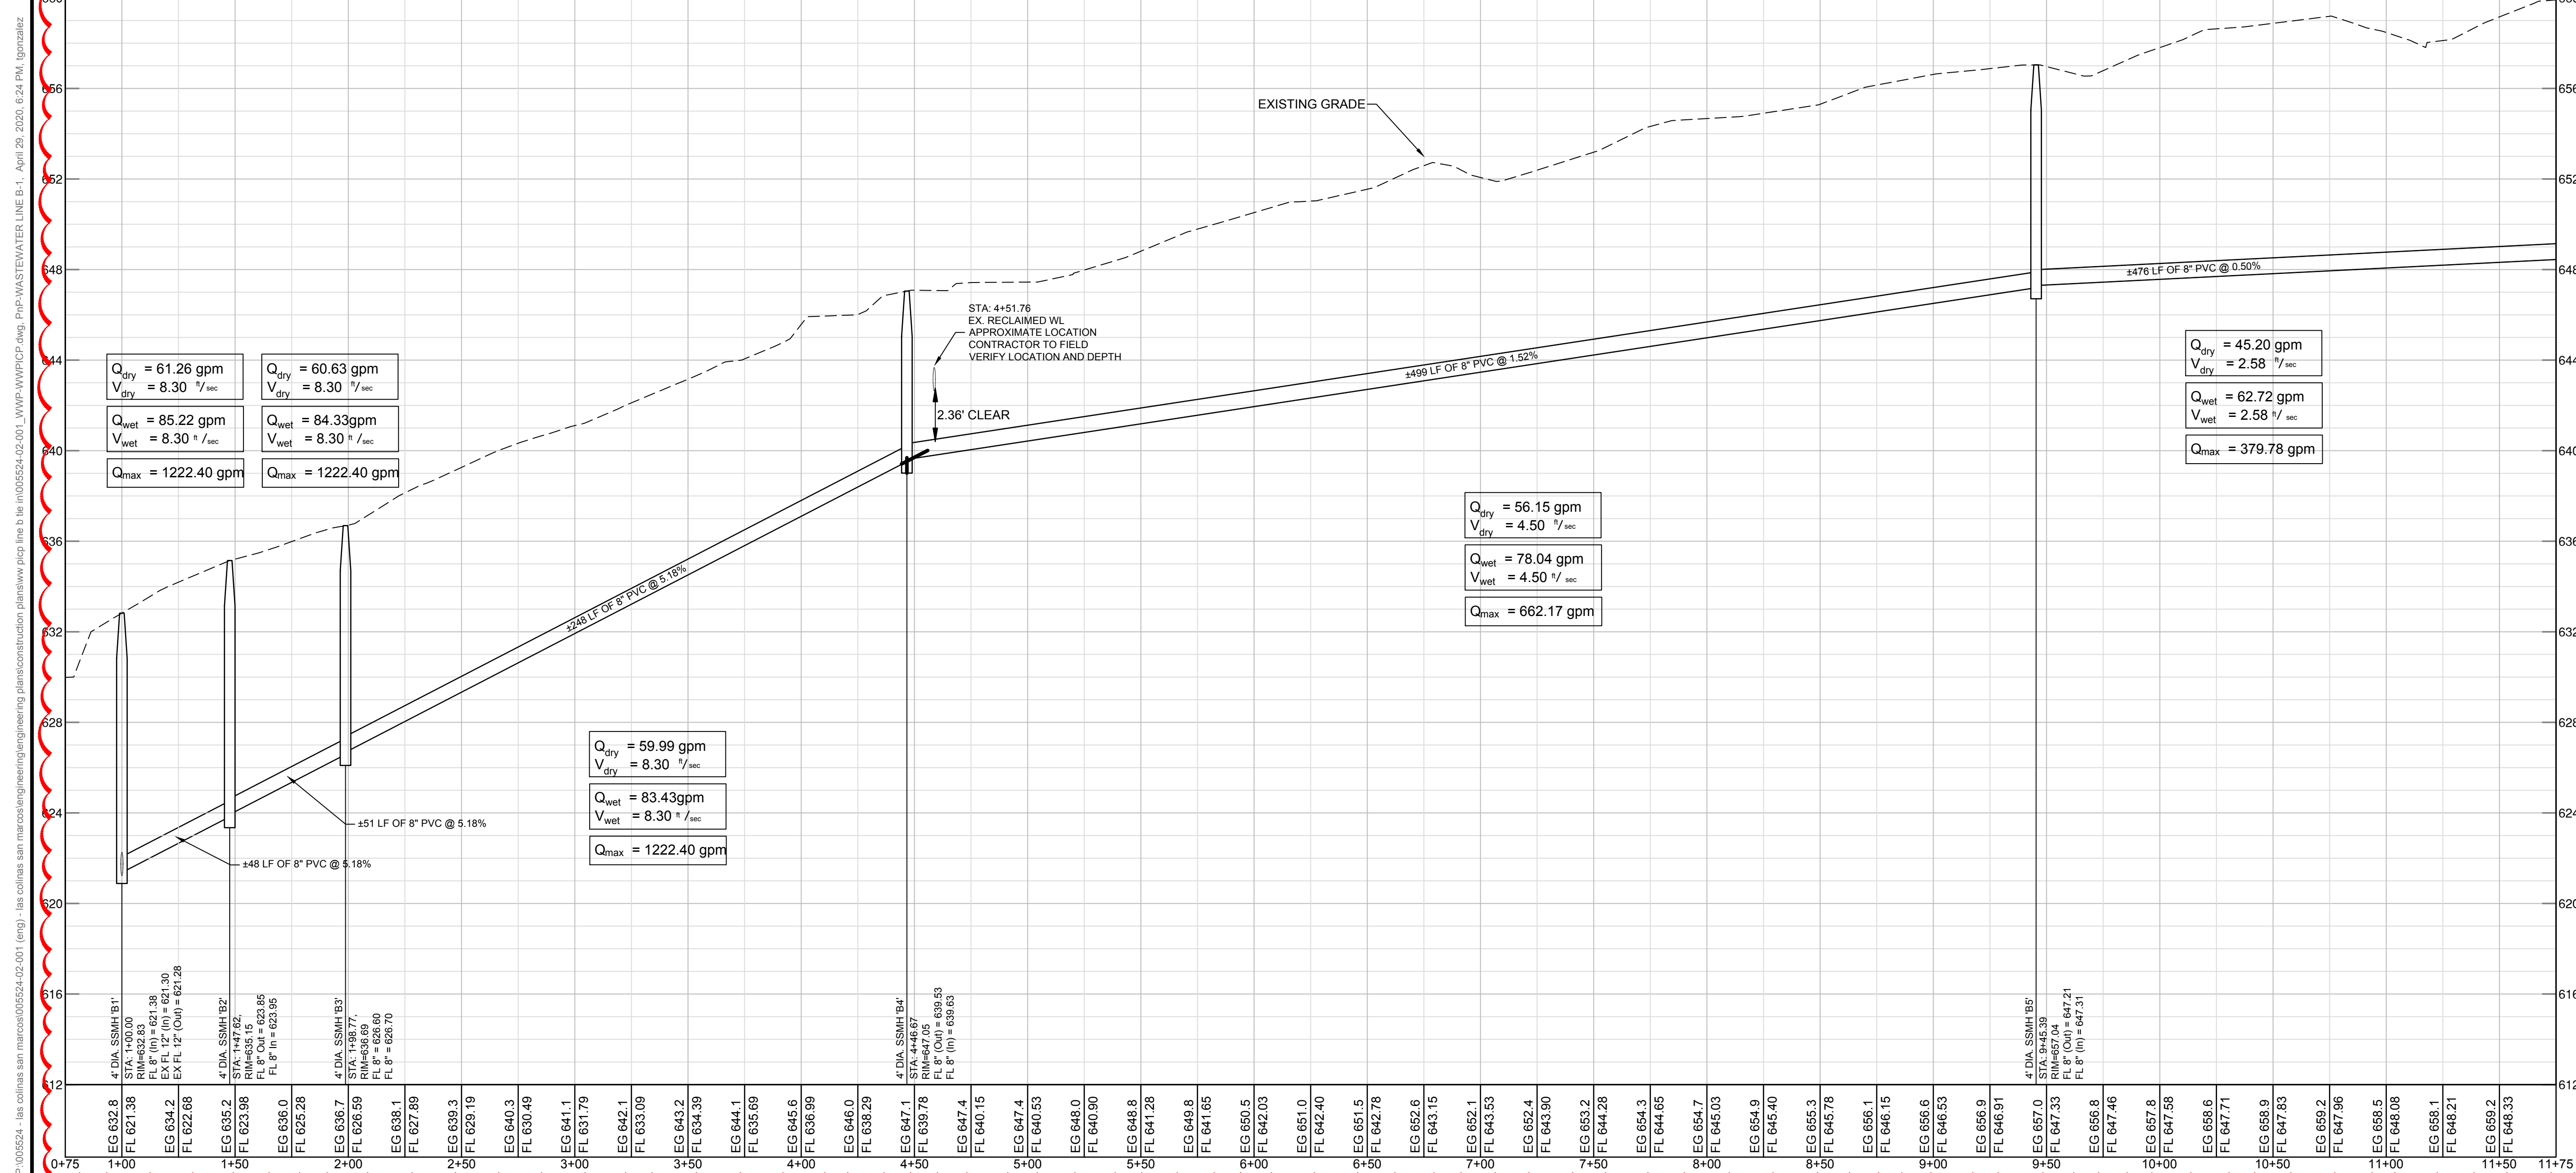 P:\005524 - las colinas san marcos\005524-02-001 (eng) - las colinas san marcos\engineering\engineering plans\construction plans\ww picp line b tie in\005524-02-001_WWP-WWPICP.dwg, PnP-WASTEWATER LINE B-1, April 29, 2020, 6:24 PM, tgonzalez
656
652
648
644
640
636
632
628
624
620
616
612
656
652
648
644
640
636
632
628
624
620
616
612
EXISTING GRADE
STA: 4+51.76
EX. RECLAIMED WL
APPROXIMATE LOCATION
CONTRACTOR TO FIELD
VERIFY LOCATION AND DEPTH
2.36' CLEAR
±476 LF OF 8" PVC @ 0.50%
±499 LF OF 8" PVC @ 1.52%
±248 LF OF 8" PVC @ 5.18%
±51 LF OF 8" PVC @ 5.18%
±48 LF OF 8" PVC @ 5.18%
Qdry = 61.26 gpm
Vdry = 8.30 ft/sec
Qwet = 85.22 gpm
Vwet = 8.30 ft/sec
Qmax = 1222.40 gpm
Qdry = 60.63 gpm
Vdry = 8.30 ft/sec
Qwet = 84.33gpm
Vwet = 8.30 ft/sec
Qmax = 1222.40 gpm
Qdry = 59.99 gpm
Vdry = 8.30 ft/sec
Qwet = 83.43gpm
Vwet = 8.30 ft/sec
Qmax = 1222.40 gpm
Qdry = 56.15 gpm
Vdry = 4.50 ft/sec
Qwet = 78.04 gpm
Vwet = 4.50 ft/sec
Qmax = 662.17 gpm
Qdry = 45.20 gpm
Vdry = 2.58 ft/sec
Qwet = 62.72 gpm
Vwet = 2.58 ft/sec
Qmax = 379.78 gpm
4' DIA. SSMH 'B1'
STA: 1+00.00
RIM=632.83
FL 8" (In) = 621.38
EX FL 12" (In) = 621.30
EX FL 12" (Out) = 621.28
4' DIA. SSMH 'B2'
STA: 1+47.62,
RIM=635.15
FL 8" Out = 623.85
FL 8" In = 623.95
4' DIA. SSMH 'B3'
STA: 1+98.77,
RIM=636.69
FL 8" = 626.60
FL 8" = 626.70
4' DIA. SSMH 'B4'
STA: 4+46.67
RIM=647.05
FL 8" (Out) = 639.53
FL 8" (In) = 639.63
4' DIA. SSMH 'B5'
STA: 9+45.39
RIM=657.04
FL 8" (Out) = 647.21
FL 8" (In) = 647.31
EG 632.8
FL 621.38
EG 634.2
FL 622.68
EG 635.2
FL 623.98
EG 636.0
FL 625.28
EG 636.7
FL 626.59
EG 638.1
FL 627.89
EG 639.3
FL 629.19
EG 640.3
FL 630.49
EG 641.1
FL 631.79
EG 642.1
FL 633.09
EG 643.2
FL 634.39
EG 644.1
FL 635.69
EG 645.6
FL 636.99
EG 646.0
FL 638.29
EG 647.1
FL 639.78
EG 647.4
FL 640.15
EG 647.4
FL 640.53
EG 648.0
FL 640.90
EG 648.8
FL 641.28
EG 649.8
FL 641.65
EG 650.5
FL 642.03
EG 651.0
FL 642.40
EG 651.5
FL 642.78
EG 652.6
FL 643.15
EG 652.1
FL 643.53
EG 652.4
FL 643.90
EG 653.2
FL 644.28
EG 654.3
FL 644.65
EG 654.7
FL 645.03
EG 654.9
FL 645.40
EG 655.3
FL 645.78
EG 656.1
FL 646.15
EG 656.6
FL 646.53
EG 656.9
FL 646.91
EG 657.0
FL 647.33
EG 656.8
FL 647.46
EG 657.8
FL 647.58
EG 658.6
FL 647.71
EG 658.9
FL 647.83
EG 659.2
FL 647.96
EG 658.5
FL 648.08
EG 658.1
FL 648.21
EG 659.2
FL 648.33
0+75 1+00 1+50 2+00 2+50 3+00 3+50 4+00 4+50 5+00 5+50 6+00 6+50 7+00 7+50 8+00 8+50 9+00 9+50 10+00 10+50 11+00 11+50 11+75